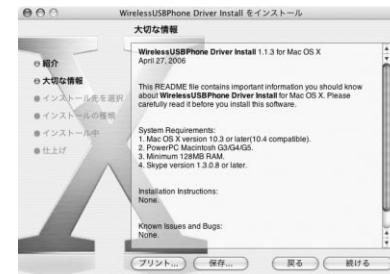 WirelessUSBPhone Driver Install をインストール
大切な情報
紹介
大切な情報
インストール先を選択
インストールの種類
インストール中
仕上げ
WirelessUSBPhone Driver Install 1.1.3 for Mac OS X
April 27, 2006
This README file contains important information you should know
about WirelessUSBPhone Driver Install for Mac OS X. Please
carefully read it before you install this software.
System Requirements:
1. Mac OS X version 10.3 or later(10.4 compatible).
2. PowerPC Macintosh G3/G4/G5.
3. Minimum 128MB RAM.
4. Skype version 1.3.0.8 or later.
Installation Instructions:
None.
Known Issues and Bugs:
None.
プリント...
保存...
戻る
続ける